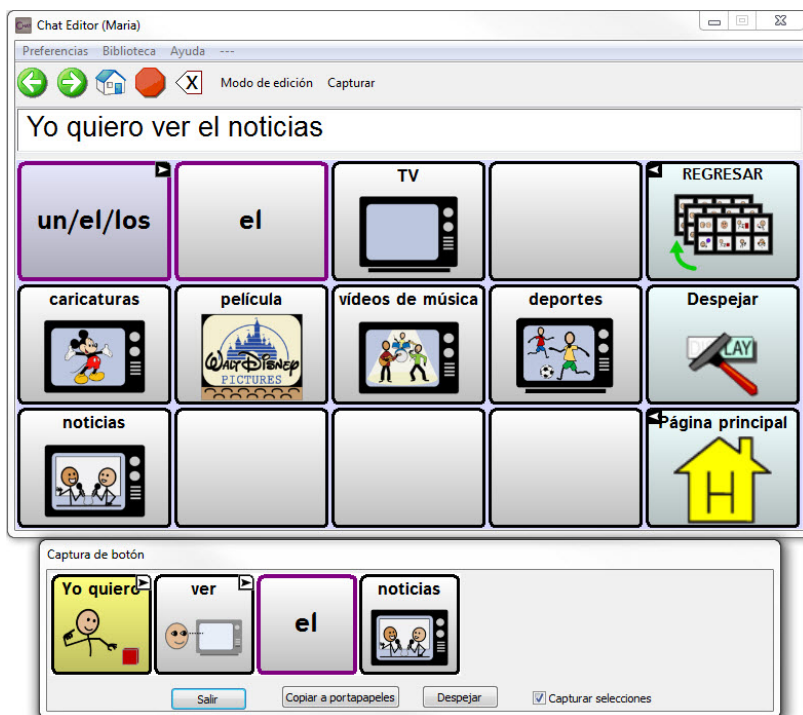 Chat Editor (Maria)
Preferencias Biblioteca Ayuda ---
X Modo de edición Capturar
Yo quiero ver el noticias
un/el/los el TV REGRESAR
caricaturas película vídeos de música deportes Despejar
WALT DISNEY
PICTURES
LAY
noticias Página principal
H
Captura de botón
Yo quiero ver el noticias
Salir Copiar a portapapeles Despejar Capturar selecciones